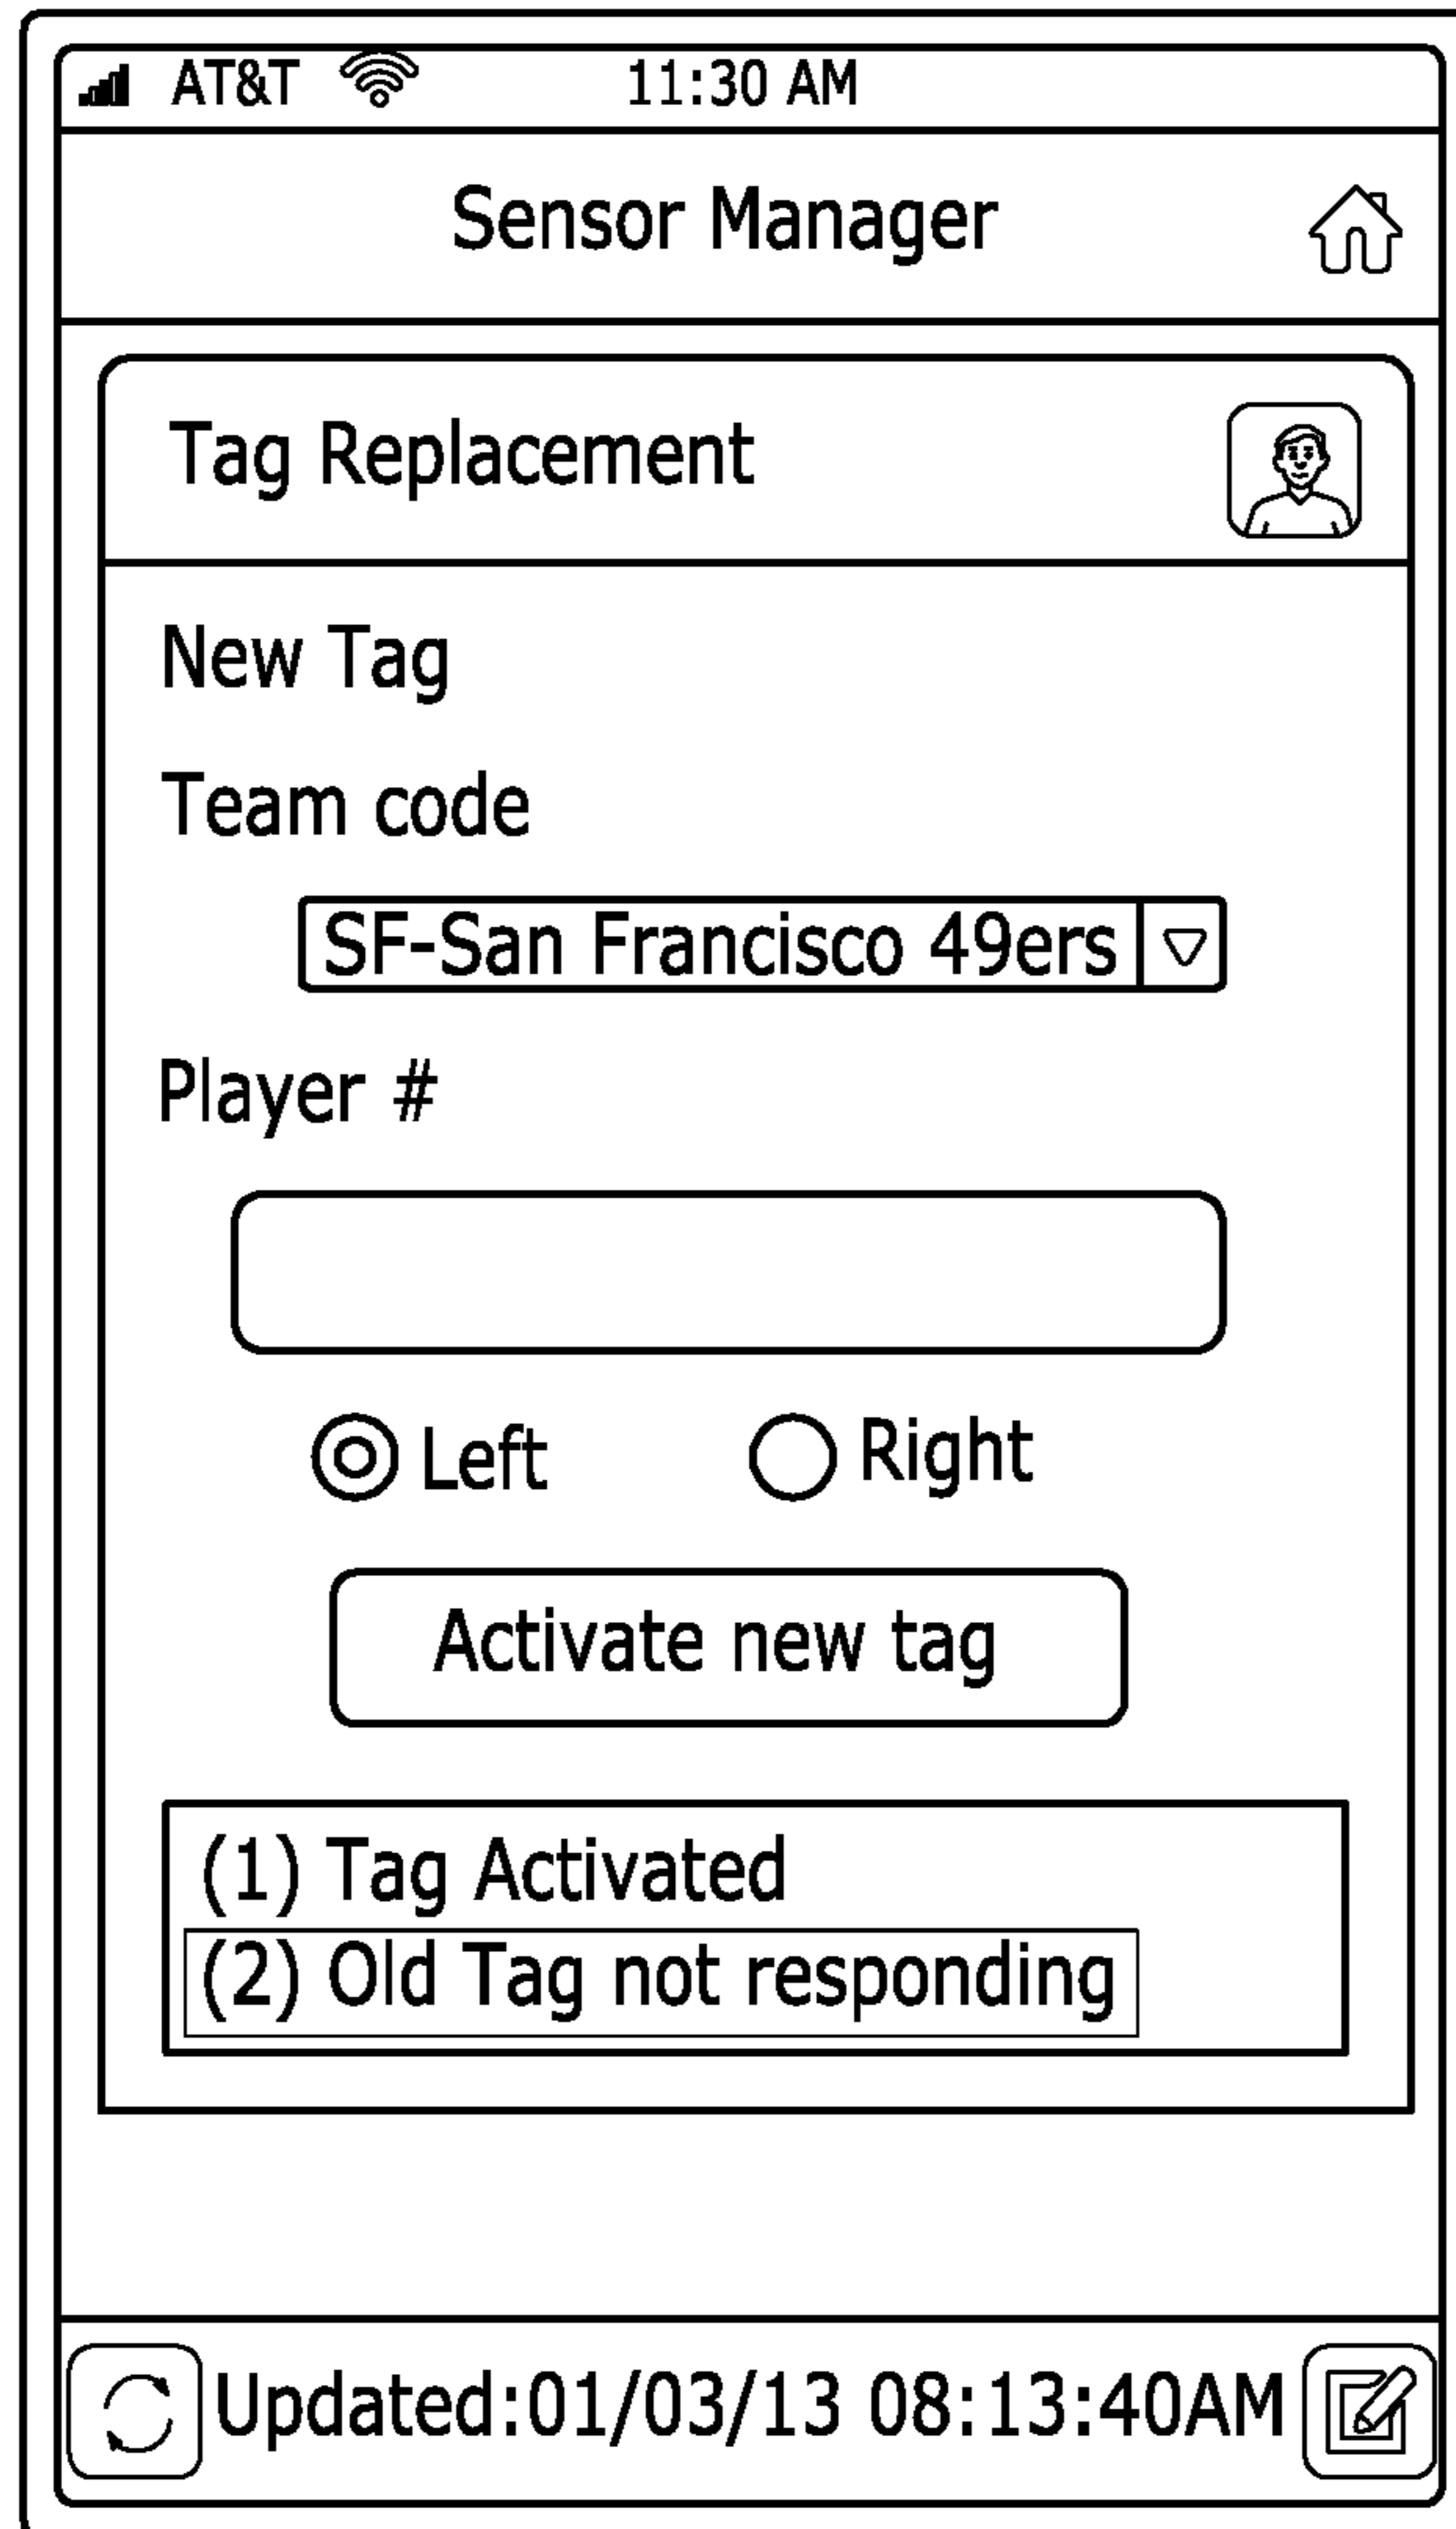 AT&T 11:30 AM
Sensor Manager
Tag Replacement
New Tag
Team code
SF-San Francisco 49ers
Player #
Left Right
Activate new tag
(1) Tag Activated
(2) Old Tag not responding
Updated:01/03/13 08:13:40AM